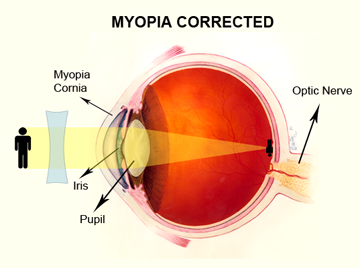 MYOPIA CORRECTED
Myopia
Cornia
Optic Nerve
Iris
Pupil